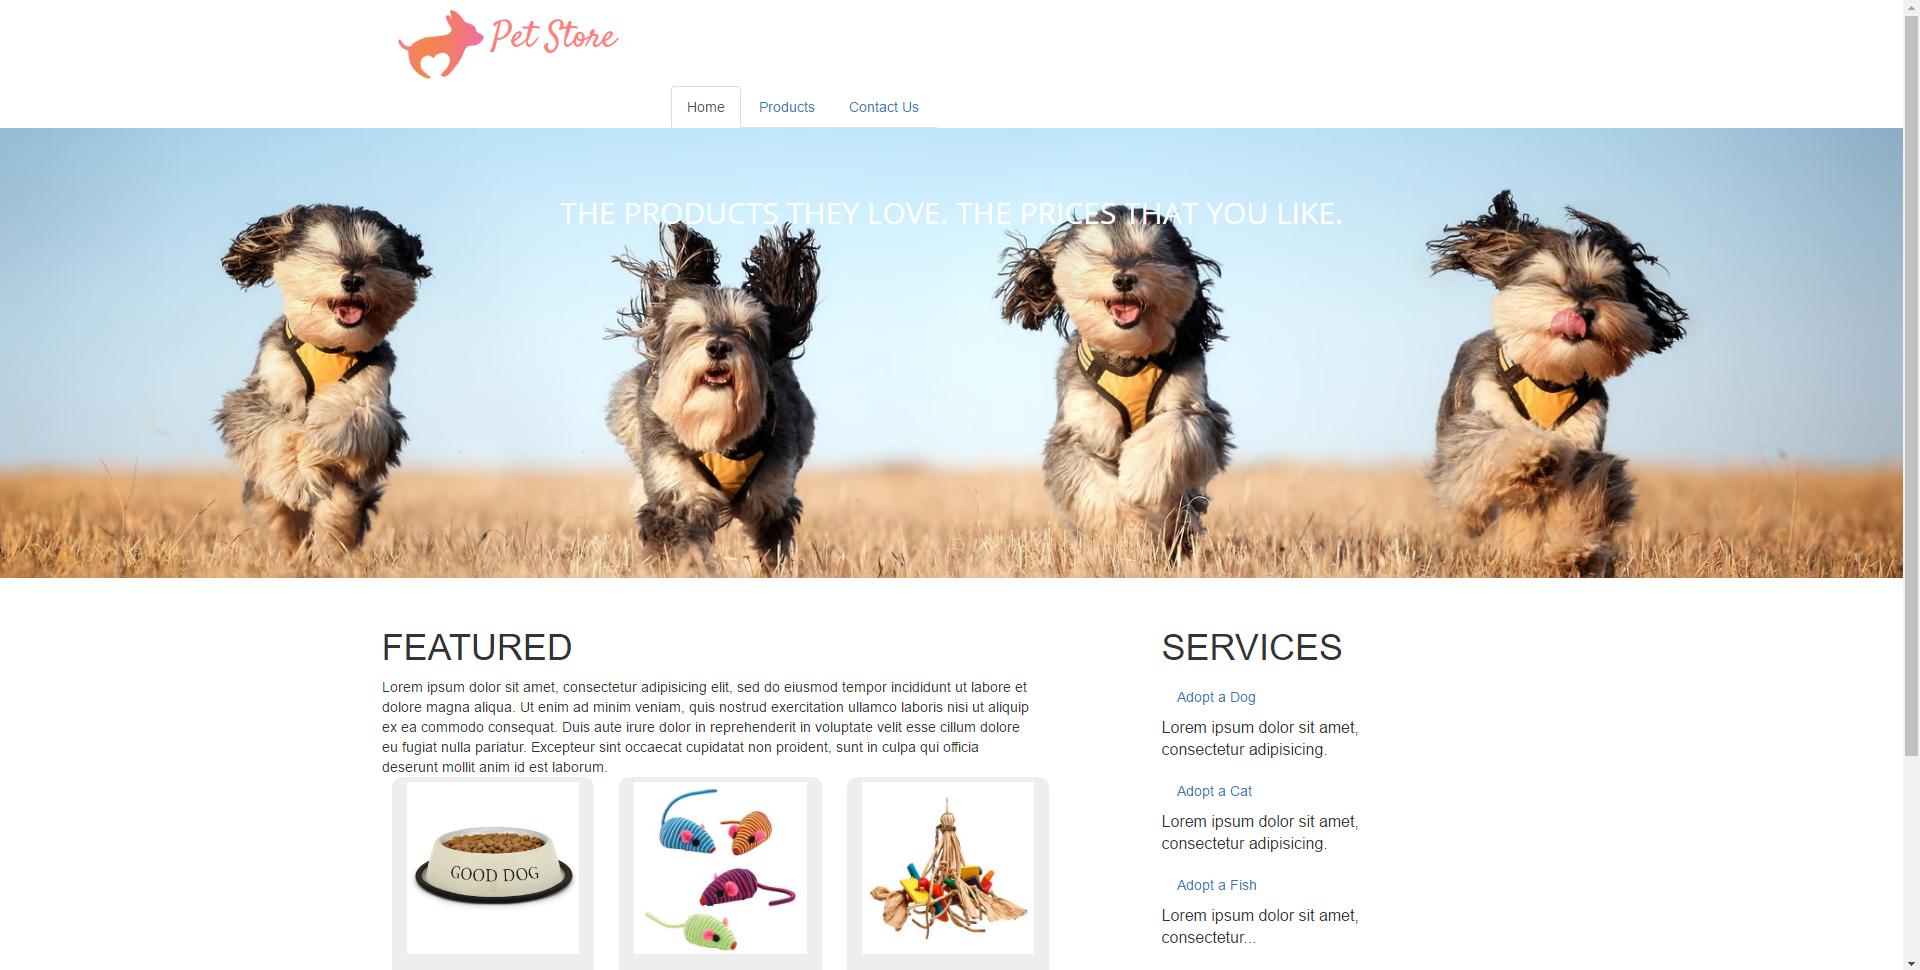 Pet Store
Home
Products
Contact Us
THE PRODUCTS THEY LOVE. THE PRICES THAT YOU LIKE.
FEATURED
Lorem ipsum dolor sit amet, consectetur adipisicing elit, sed do eiusmod tempor incididunt ut labore et
dolore magna aliqua. Ut enim ad minim veniam, quis nostrud exercitation ullamco laboris nisi ut aliquip
ex ea commodo consequat. Duis aute irure dolor in reprehenderit in voluptate velit esse cillum dolore
eu fugiat nulla pariatur. Excepteur sint occaecat cupidatat non proident, sunt in culpa qui officia
deserunt mollit anim id est laborum.
GOOD DOG
SERVICES
Adopt a Dog
Lorem ipsum dolor sit amet,
consectetur adipisicing.
Adopt a Cat
Lorem ipsum dolor sit amet,
consectetur adipisicing.
Adopt a Fish
Lorem ipsum dolor sit amet,
consectetur...